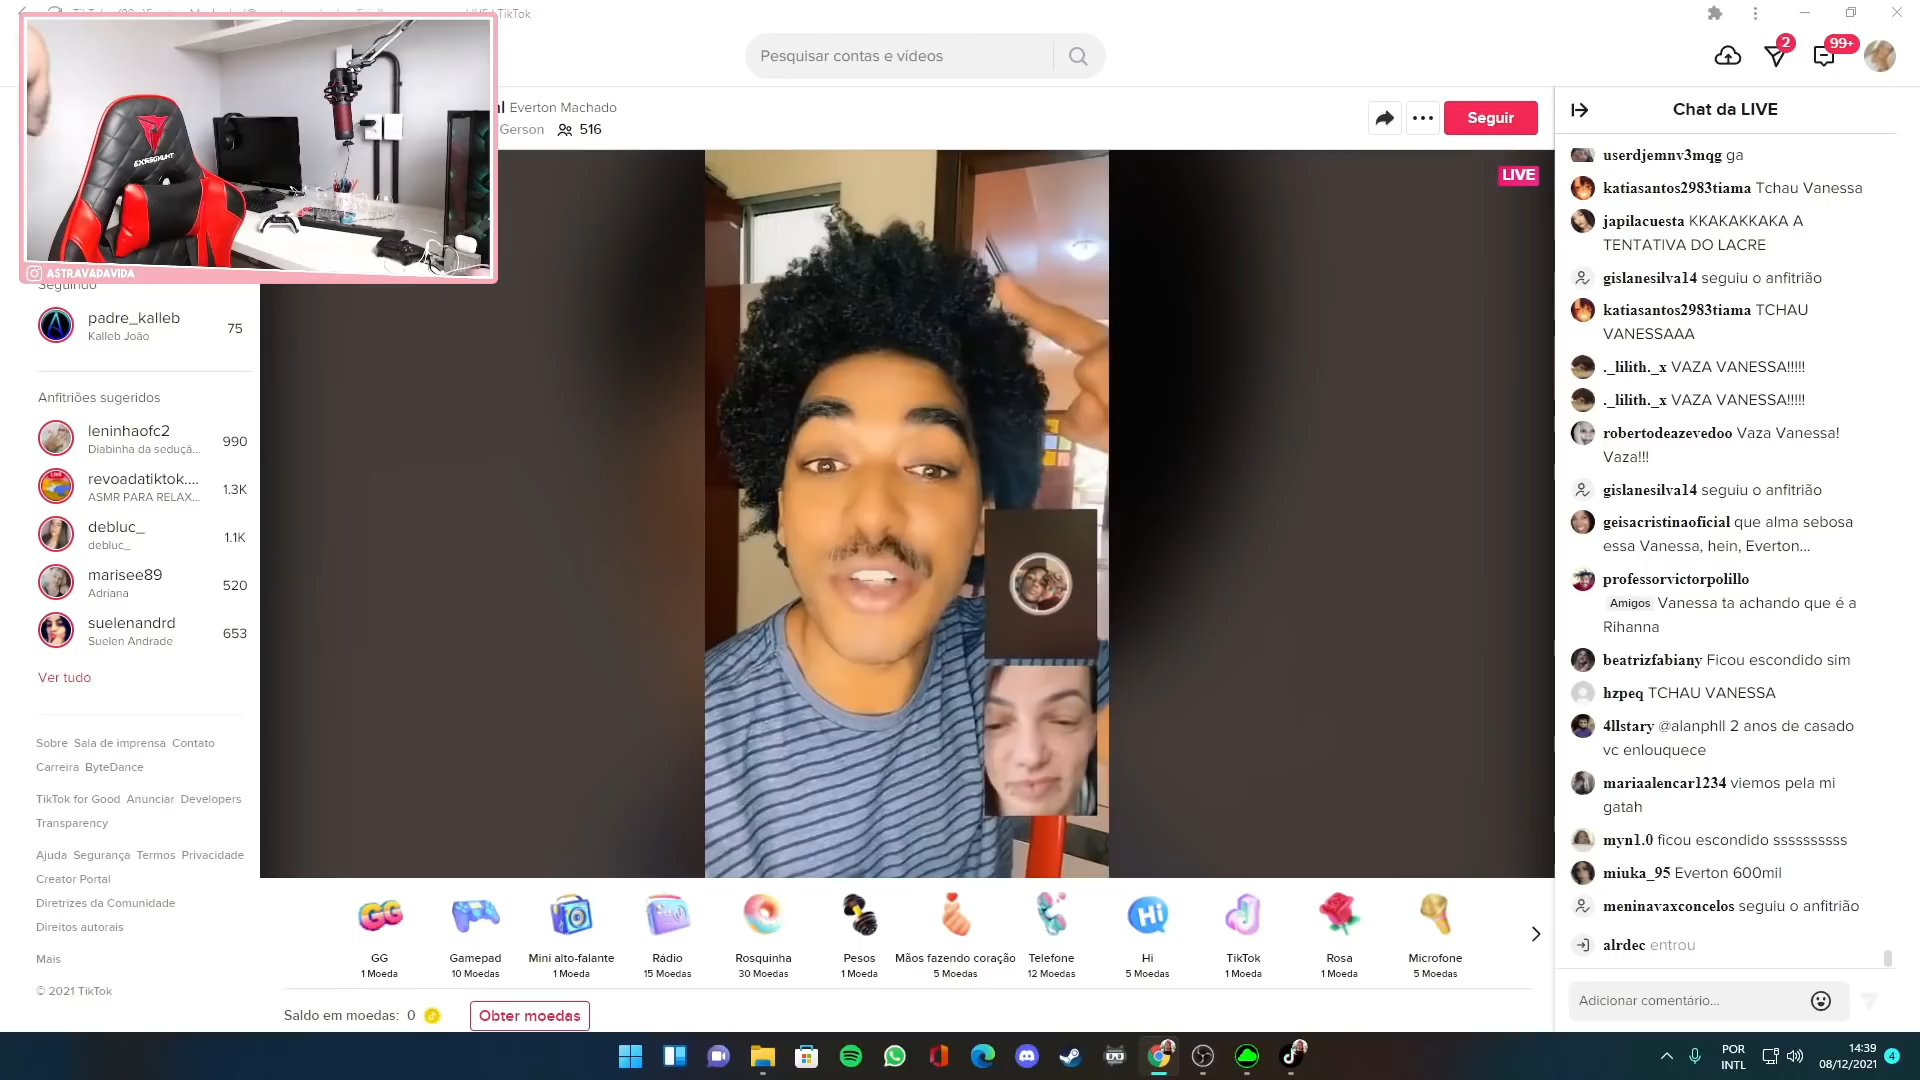 LIVE | TikTok
Pesquisar contas e vídeos
2
99+
ASTRAVADAVIDA
Everton Machado
Gerson 516
Seguir
LIVE
Seguindo
padre_kalleb 75
Kalleb João
Anfitriões sugeridos
leninhaofc2 990
Diabinha da seduçã...
revoadatiktok.... 1.3K
ASMR PARA RELAX...
debluc_ 1.1K
debluc_
marisee89 520
Adriana
suelenandrd 653
Suelen Andrade
Ver tudo
Sobre Sala de imprensa Contato
Carreira ByteDance
TikTok for Good Anunciar Developers
Transparency
Ajuda Segurança Termos Privacidade
Creator Portal
Diretrizes da Comunidade
Direitos autorais
Mais
© 2021 TikTok
GG
1 Moeda
Gamepad
10 Moedas
Mini alto-falante
1 Moeda
Rádio
15 Moedas
Rosquinha
30 Moedas
Pesos
1 Moeda
Mãos fazendo coração
5 Moedas
Telefone
12 Moedas
Hi
Hi
5 Moedas
TikTok
1 Moeda
Rosa
1 Moeda
Microfone
5 Moedas
Saldo em moedas: 0
Obter moedas
Chat da LIVE
userdjemnv3mqg ga
katiasantos2983tiama Tchau Vanessa
japilacuesta KKAKAKKAKA A
TENTATIVA DO LACRE
gislanesilva14 seguiu o anfitrião
katiasantos2983tiama TCHAU
VANESSAAA
._lilith._x VAZA VANESSA!!!!!
._lilith._x VAZA VANESSA!!!!!
robertodeazevedoo Vaza Vanessa!
Vaza!!!
gislanesilva14 seguiu o anfitrião
geisacristinaoficial que alma sebosa
essa Vanessa, hein, Everton...
professorvictorpolillo
Amigos Vanessa ta achando que é a
Rihanna
beatrizfabiany Ficou escondido sim
hzpeq TCHAU VANESSA
4llstary @alanphll 2 anos de casado
vc enlouquece
mariaalencar1234 viemos pela mi
gatah
myn1.0 ficou escondido ssssssssss
miuka_95 Everton 600mil
meninavaxconcelos seguiu o anfitrião
alrdec entrou
Adicionar comentário...
POR
INTL
14:39
08/12/2021
4